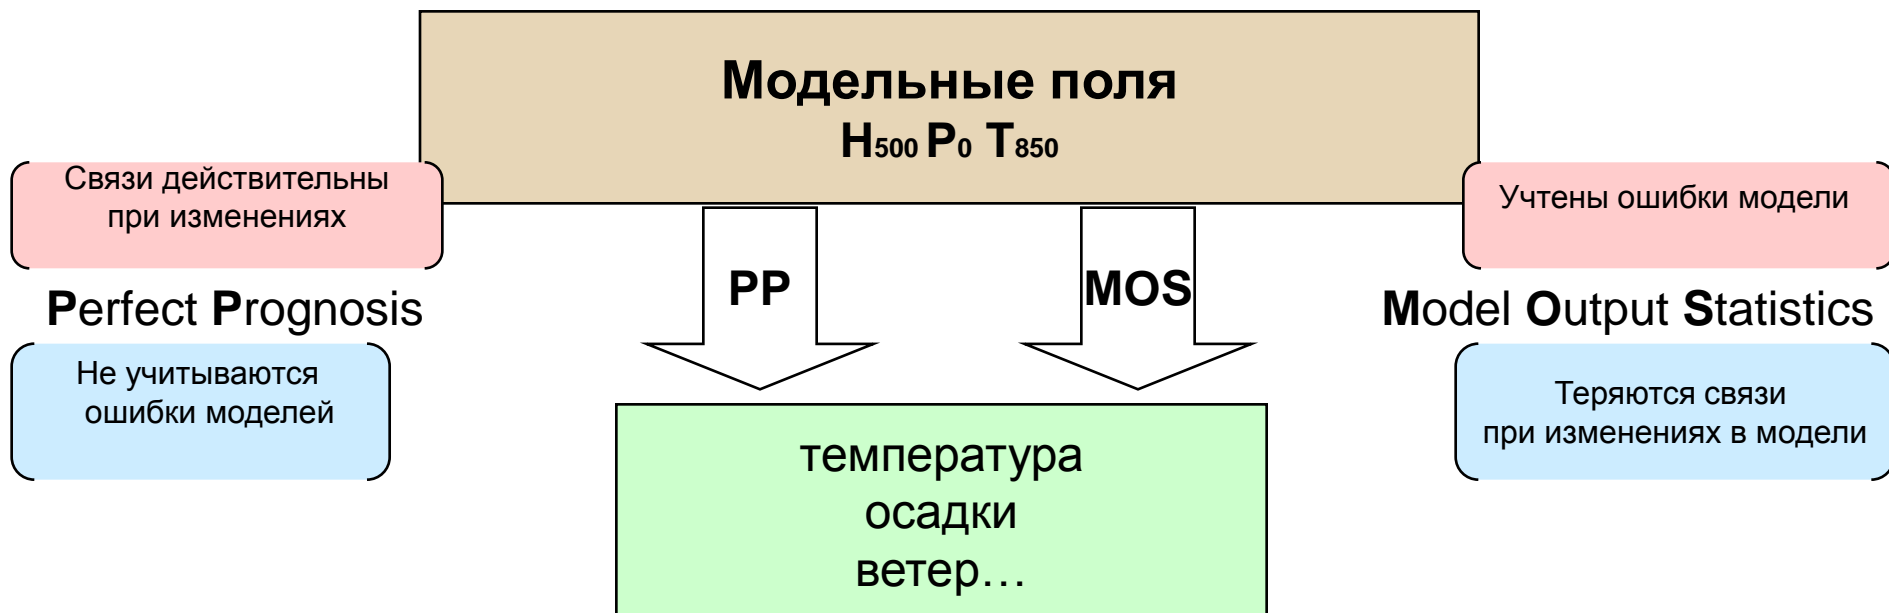 Модельные поля
H500 P0 T850
Связи действительны
при изменениях
Учтены ошибки модели
PP
MOS
Perfect Prognosis
Model Output Statistics
Не учитываются
ошибки моделей
Теряются связи
при изменениях в модели
температура
осадки
ветер…